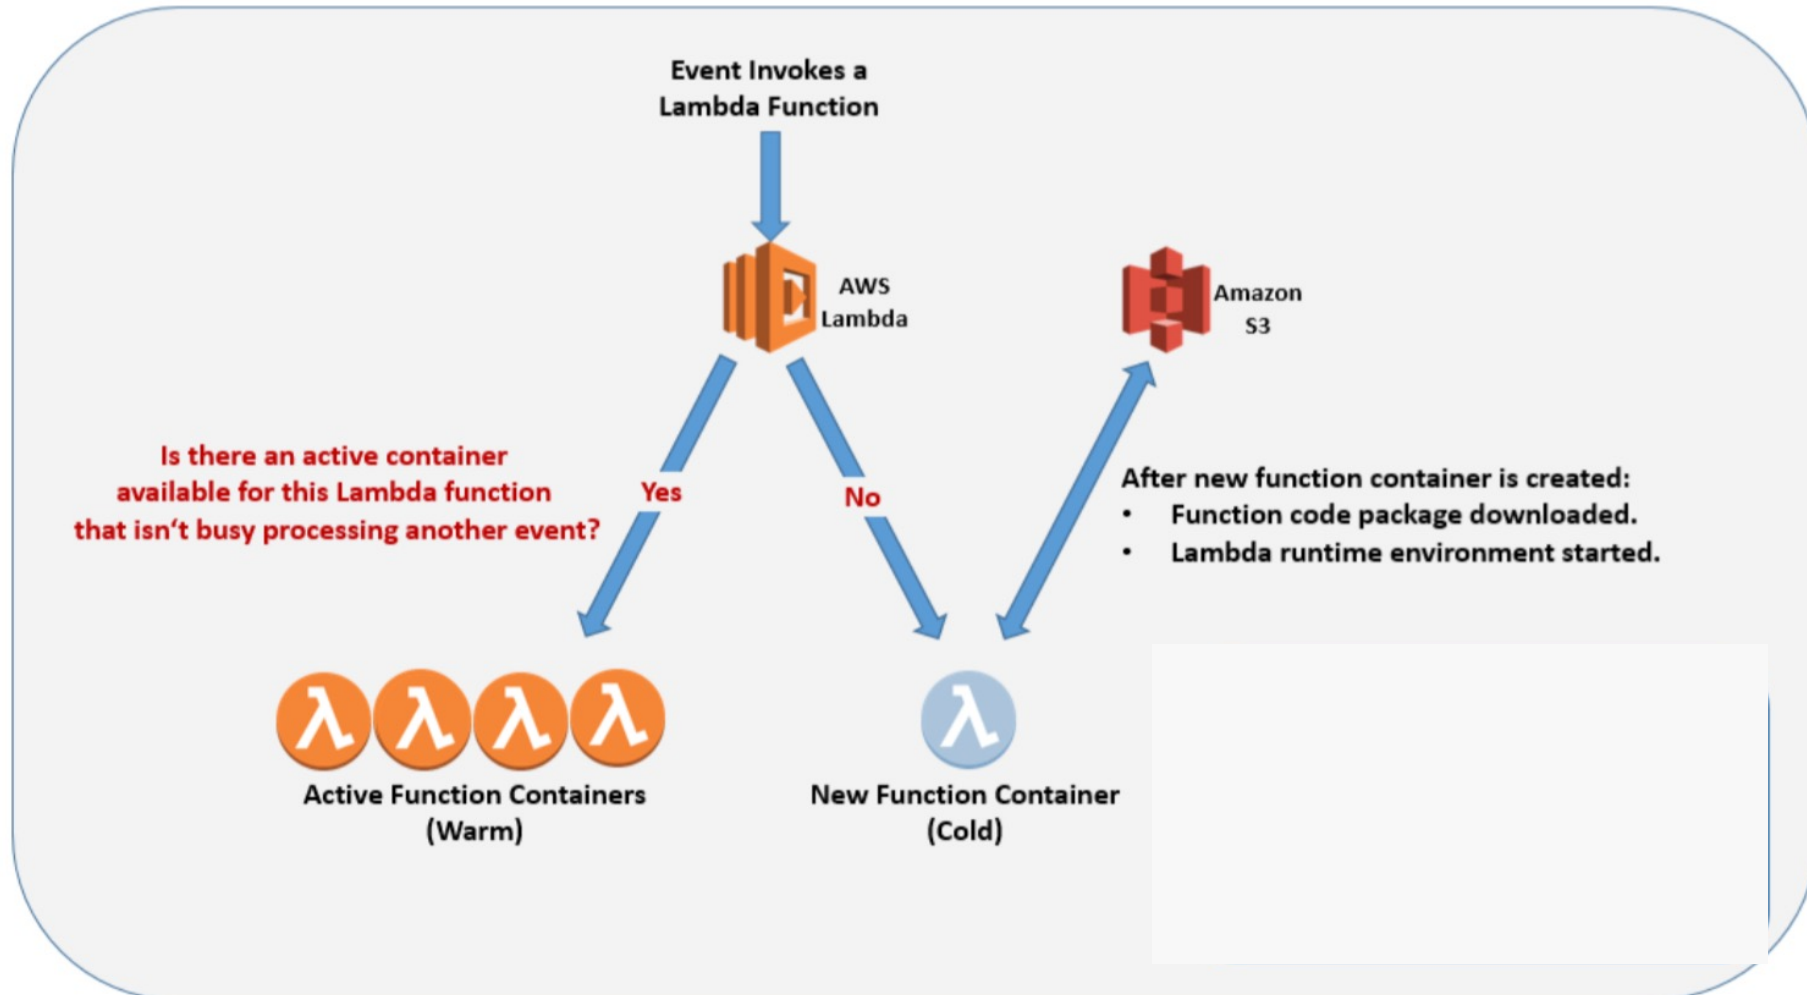 Event Invokes a
Lambda Function
AWS
Lambda
Amazon
S3
Is there an active container
available for this Lambda function
that isn‘t busy processing another event?
Yes
No
After new function container is created:
• Function code package downloaded.
• Lambda runtime environment started.
Active Function Containers
(Warm)
New Function Container
(Cold)